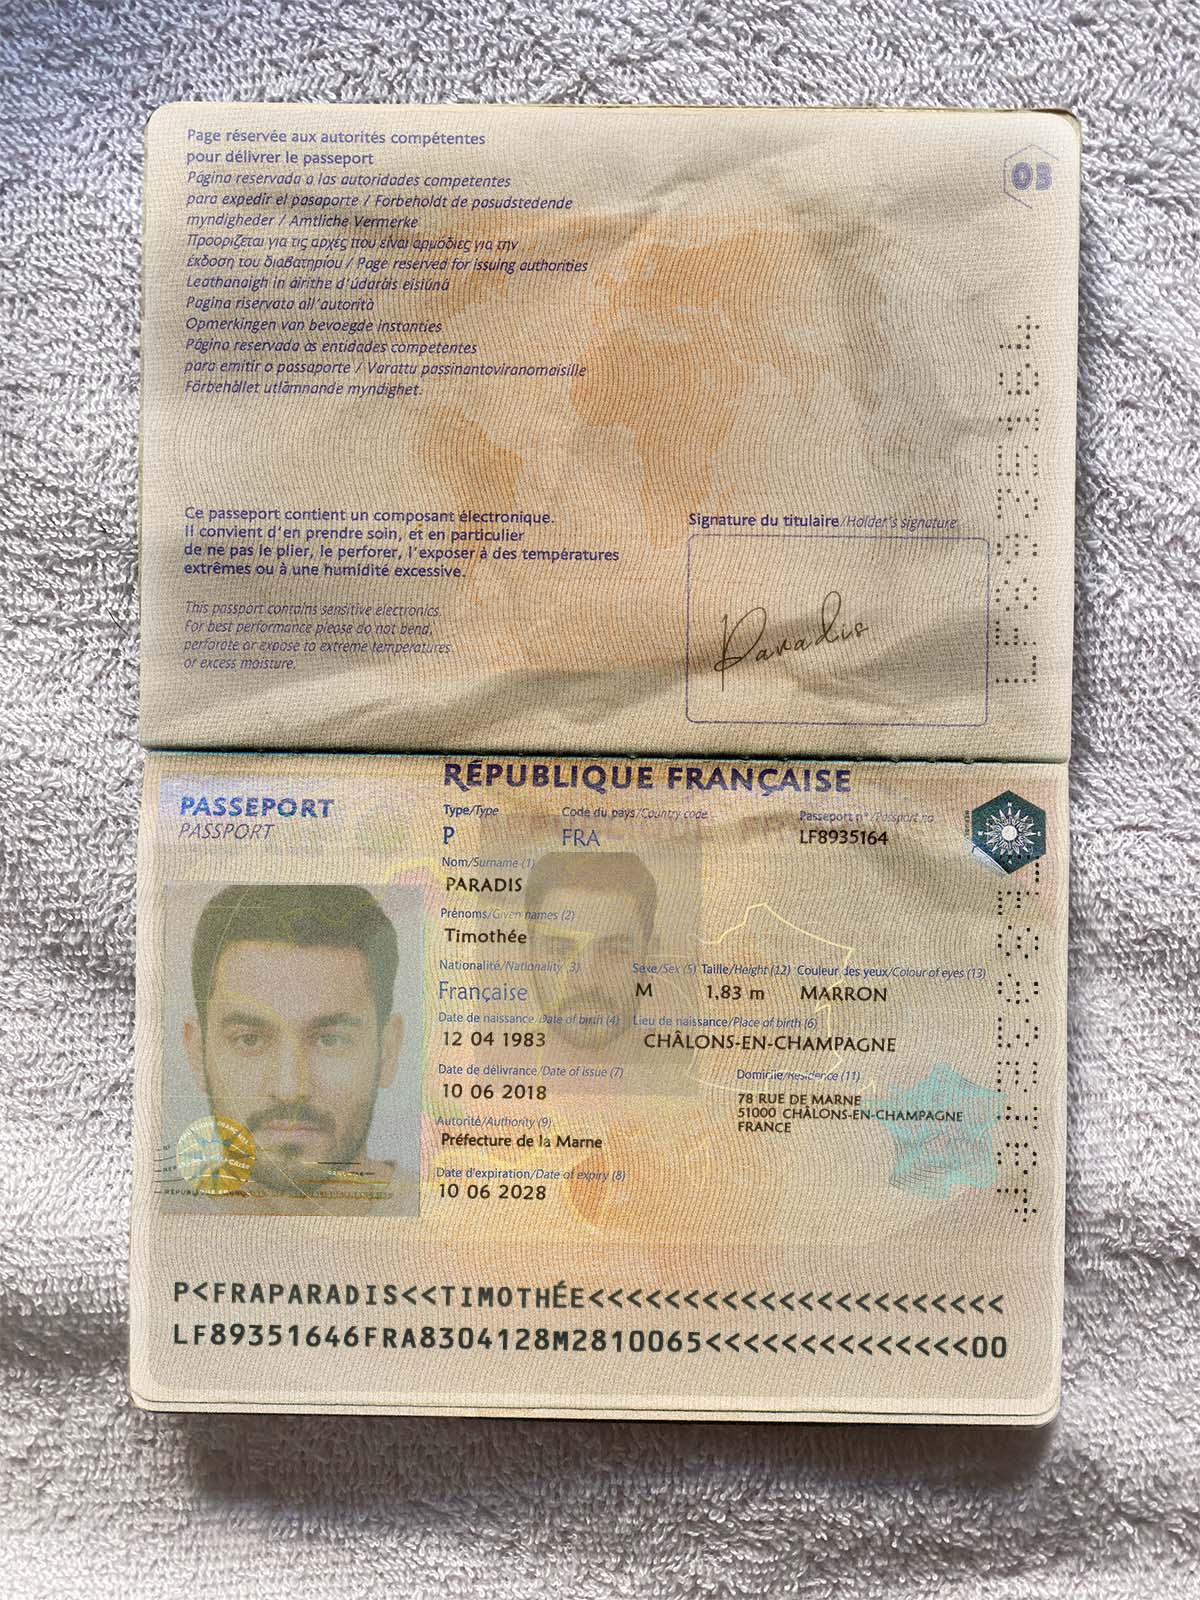 Page réservée aux autorités compétentes
pour délivrer le passeport
Pagina reservada a las autoridades competentes
para expedir el pasaporte / Forbeholdt de pasudstedende
myndigheder / Amtliche Vermerke
Προορίζεται για τις αρχές που είναι αρμόδιες για την
έκδοση του διαβατηρίου / Page reserved for issuing authorities
Leathanaigh in áirithe d'údaráis eisiúna
Pagina riservata all'autorità
Opmerkingen van bevoegde instanties
Página reservada às entidades competentes
para emitir o passaporte / Varattu passinantoviranomaisille
Förbehållet utlämnande myndighet.
03
Ce passeport contient un composant électronique.
Il convient d'en prendre soin, et en particulier
de ne pas le plier, le perforer, l'exposer à des températures
extrêmes ou à une humidité excessive.
This passport contains sensitive electronics.
For best performance please do not bend,
perforate or expose to extreme temperatures
or excess moisture.
Signature du titulaire/Holder's signature
Paradis
RÉPUBLIQUE FRANÇAISE
PASSEPORT
PASSPORT
Type/Type Code du pays/Country code Passeport n°/Passport no
P FRA LF8935164
Nom/Surname (1)
PARADIS
Prénoms/Given names (2)
Timothée
Nationalité/Nationality (3) Sexe/Sex (5) Taille/Height (12) Couleur des yeux/Colour of eyes (13)
Française M 1,83 m MARRON
Date de naissance/Date of birth (4) Lieu de naissance/Place of birth (6)
12 04 1983 CHÂLONS-EN-CHAMPAGNE
Date de délivrance/Date of issue (7) Domicile/Residence (11)
10 06 2018 78 RUE DE MARNE
51000 CHÂLONS-EN-CHAMPAGNE
FRANCE
Autorité/Authority (9)
Préfecture de la Marne
Date d'expiration/Date of expiry (8)
10 06 2028
P<FRAPARADIS<<TIMOTHÉE<<<<<<<<<<<<<<<<<<<<<<
LF89351646FRA8304128M2810065<<<<<<<<<<<<<<00